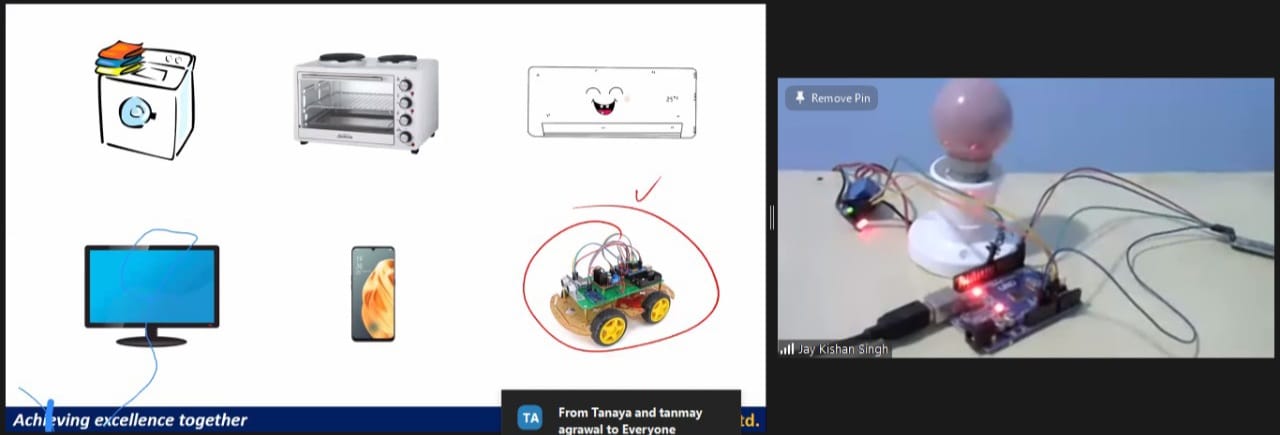 25°c
Remove Pin
Jay Kishan Singh
Achieving excellence together
td.
TA
From Tanaya and tanmay
agrawal to Everyone